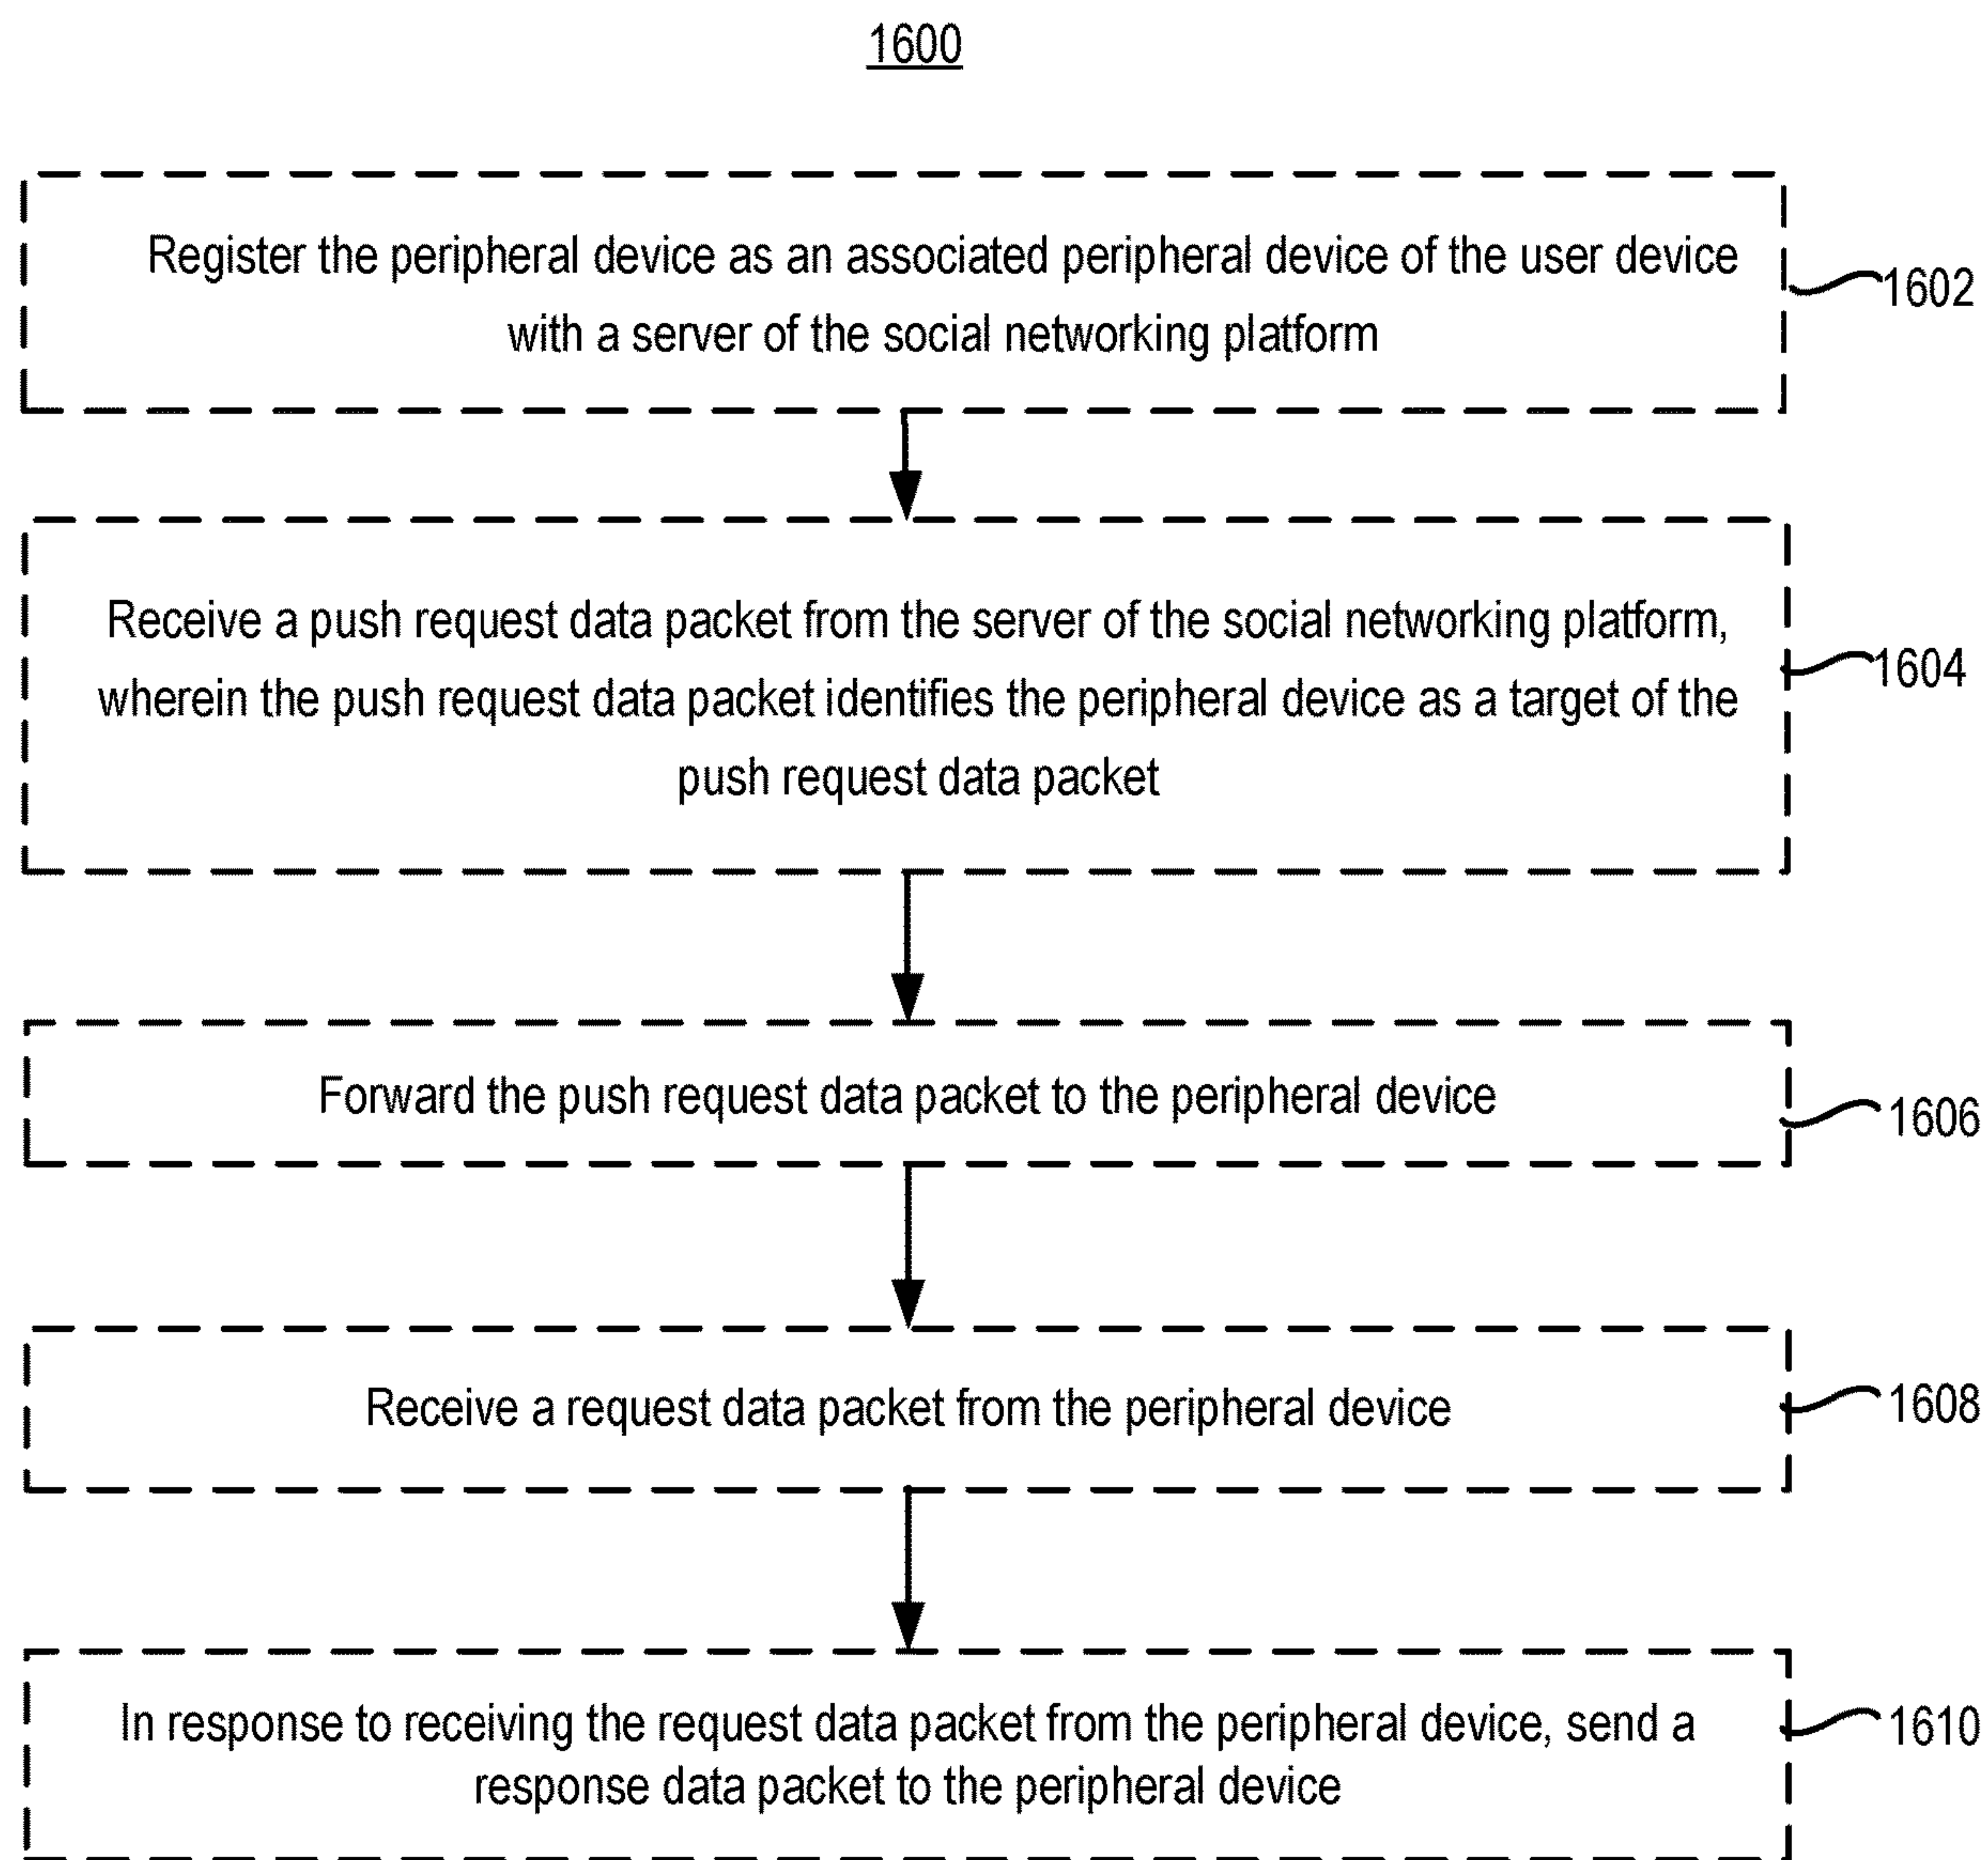 1600
Register the peripheral device as an associated peripheral device of the user device
with a server of the social networking platform
1602
Receive a push request data packet from the server of the social networking platform,
wherein the push request data packet identifies the peripheral device as a target of the
push request data packet
1604
Forward the push request data packet to the peripheral device
1606
Receive a request data packet from the peripheral device
1608
In response to receiving the request data packet from the peripheral device, send a
response data packet to the peripheral device
1610